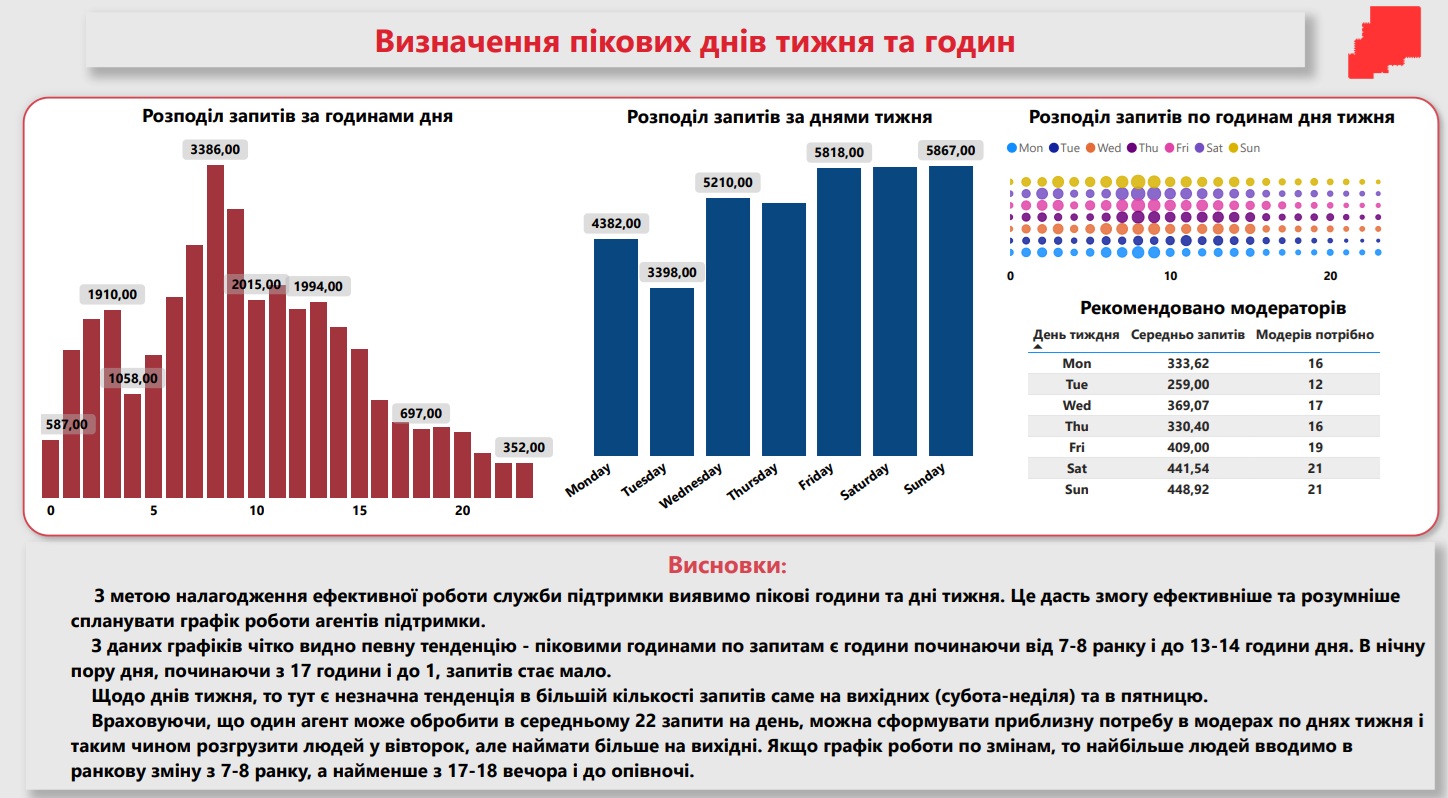 Визначення пікових днів тижня та годин
Розподіл запитів за годинами дня
3386,00
2015,00
1994,00
1910,00
1058,00
587,00
697,00
352,00
0
5
10
15
20
Розподіл запитів за днями тижня
5818,00
5867,00
5210,00
4382,00
3398,00
Monday
Tuesday
Wednesday
Thursday
Friday
Saturday
Sunday
Розподіл запитів по годинам дня тижня
Mon Tue Wed Thu Fri Sat Sun
0 10 20
Рекомендовано модераторів
День тиждня Середньо запитів Модерів потрібно
Mon 333,62 16
Tue 259,00 12
Wed 369,07 17
Thu 330,40 16
Fri 409,00 19
Sat 441,54 21
Sun 448,92 21
Висновки:
З метою налагодження ефективної роботи служби підтримки виявимо пікові години та дні тижня. Це дасть змогу ефективніше та розумніше
спланувати графік роботи агентів підтримки.
З даних графіків чітко видно певну тенденцію - піковими годинами по запитам є години починаючи від 7-8 ранку і до 13-14 години дня. В нічну
пору дня, починаючи з 17 години і до 1, запитів стає мало.
Щодо днів тижня, то тут є незначна тенденція в більшій кількості запитів саме на вихідних (субота-неділя) та в пятницю.
Враховуючи, що один агент може обробити в середньому 22 запити на день, можна сформувати приблизну потребу в модерах по днях тижня і
таким чином розгрузити людей у вівторок, але наймати більше на вихідні. Якщо графік роботи по змінам, то найбільше людей вводимо в
ранкову зміну з 7-8 ранку, а найменше з 17-18 вечора і до опівночі.